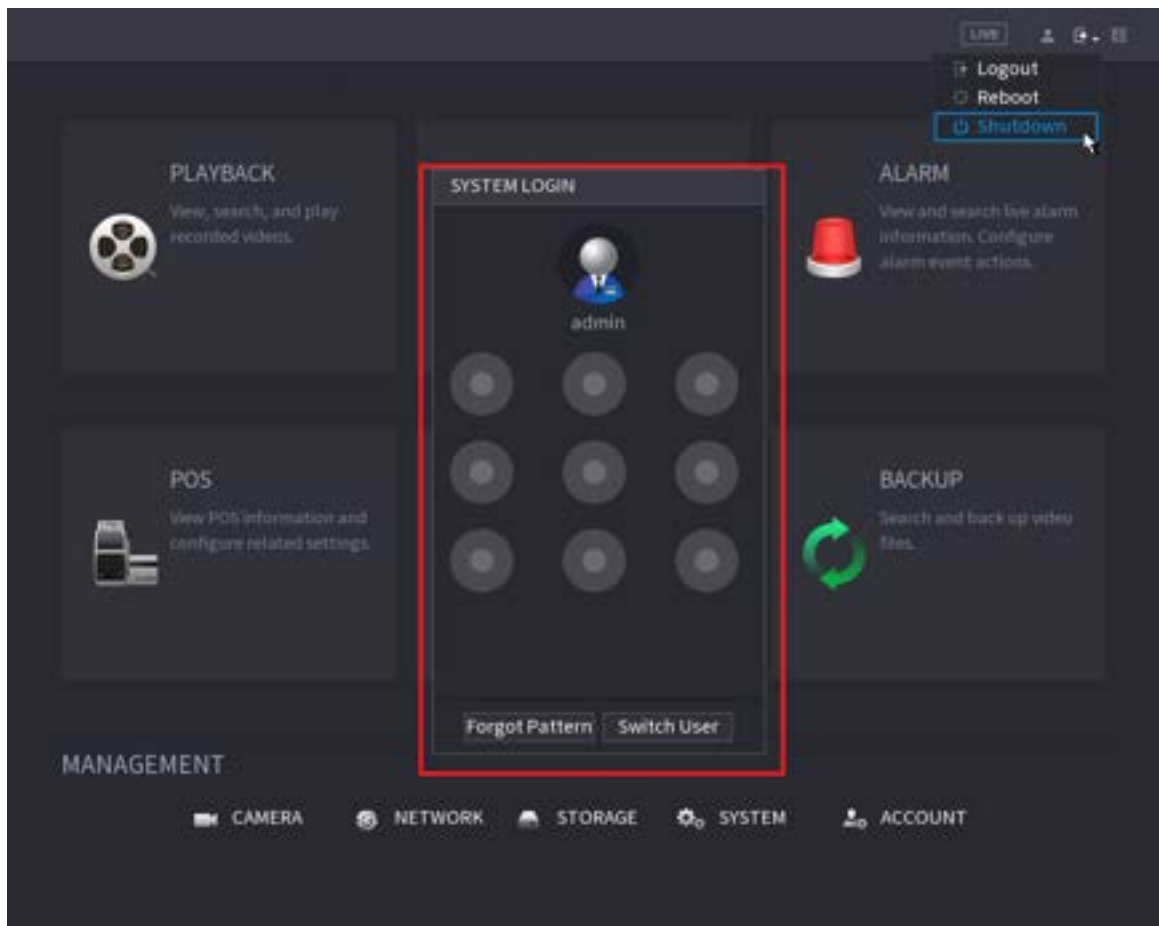 LIVE
Logout
Reboot
Shutdown
PLAYBACK
View, search, and play
recorded videos.
SYSTEM LOGIN
admin
Forgot Pattern
Switch User
ALARM
View and search live alarm
information. Configure
alarm event actions.
POS
View POS information and
configure related settings.
BACKUP
Search and back up video
files.
MANAGEMENT
CAMERA
NETWORK
STORAGE
SYSTEM
ACCOUNT